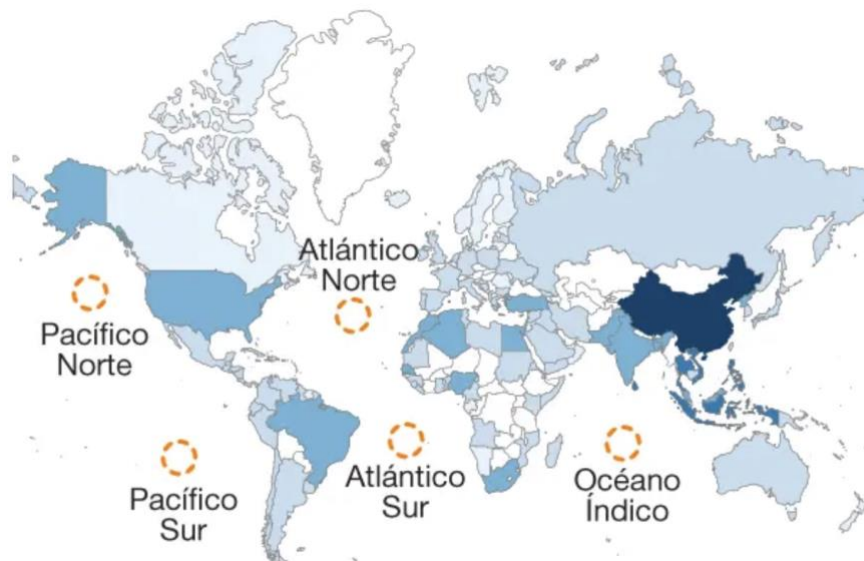 Atlántico
Norte
Pacífico
Norte
Pacífico
Sur
Atlántico
Sur
Océano
Índico